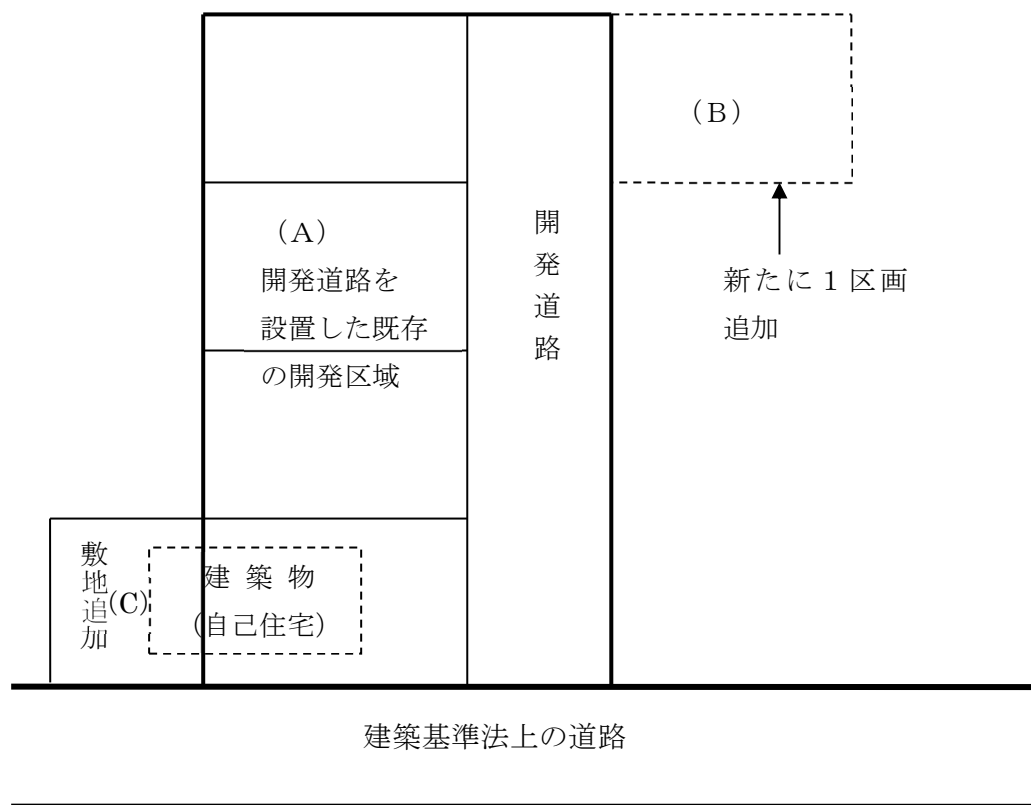 （Ｂ）
（Ａ）
開発道路を
設置した既存
の開発区域
開発道路
新たに１区画
追加
敷地追加
(C)
建築物
（自己住宅）
建築基準法上の道路